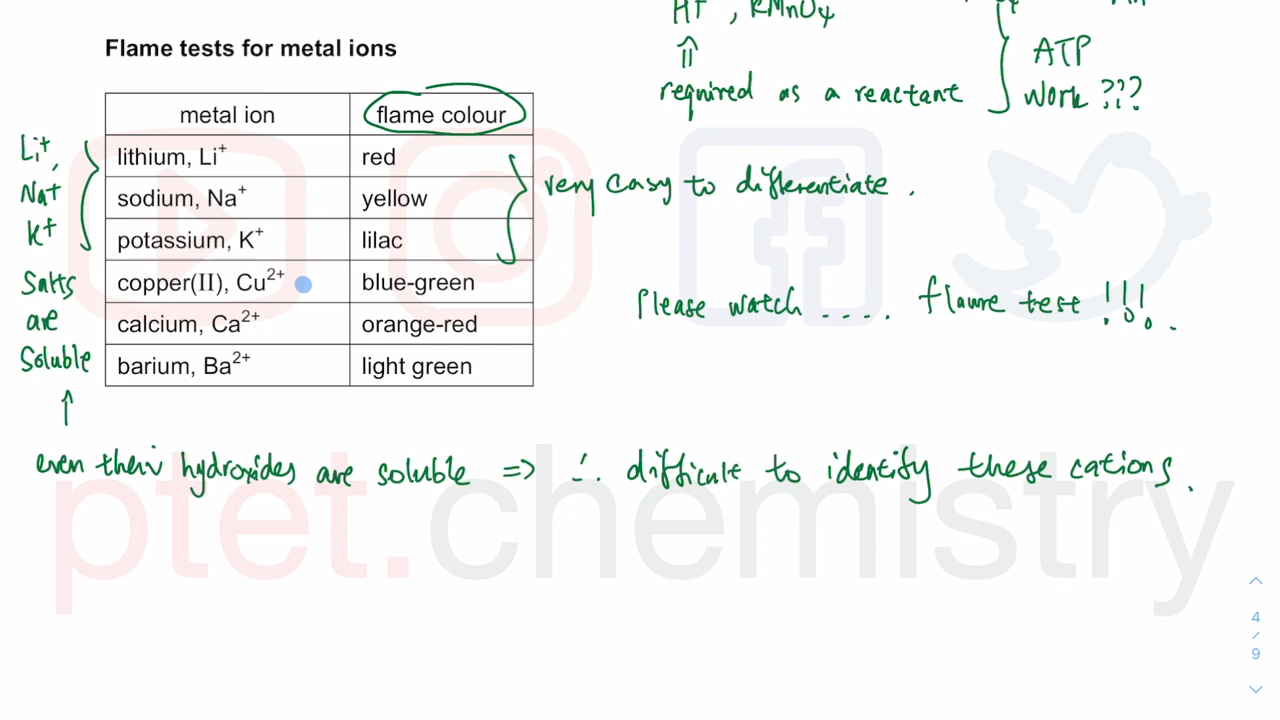 H+ , KMnO4
Flame tests for metal ions
ATP
required as a reactant
work ???
metal ion flame colour
lithium, Li+ red
sodium, Na+ yellow
potassium, K+ lilac
copper(II), Cu2+ blue-green
calcium, Ca2+ orange-red
barium, Ba2+ light green
Li+,
Na+
K+
Salts
are
Soluble
very easy to differentiate .
Please watch .... flame test !!! .
even their hydroxides are soluble => ∴ difficult to identify these cations .
ptet.chemistry
4
/
9